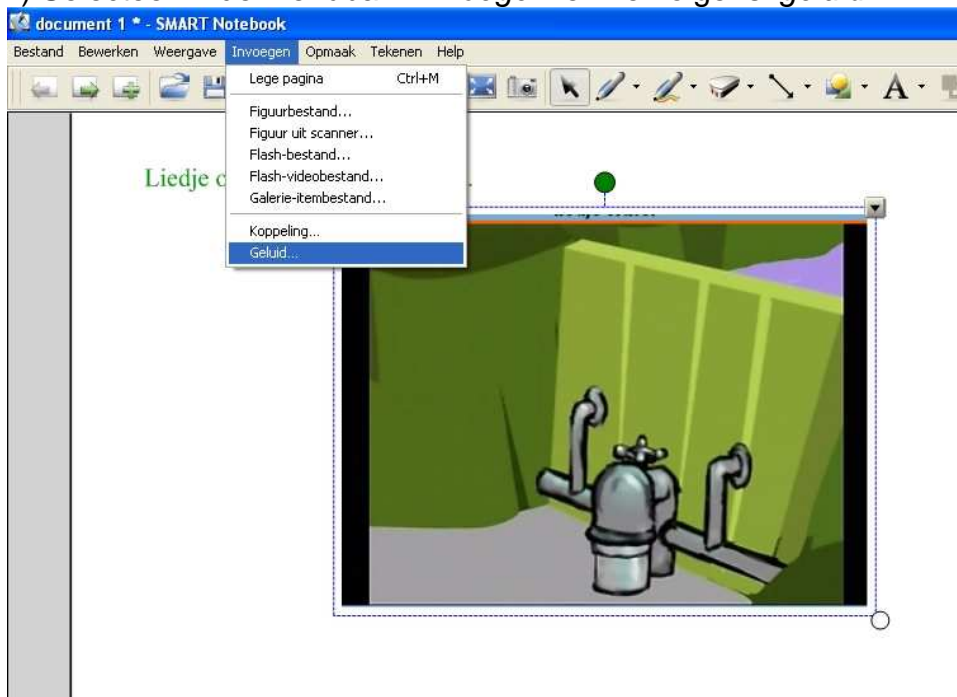 document 1 * - SMART Notebook
Bestand Bewerken Weergave Invoegen Opmaak Tekenen Help
Lege pagina Ctrl+M
Figuurbestand...
Figuur uit scanner...
Flash-bestand...
Flash-videobestand...
Galerie-itembestand...
Koppeling...
Geluid...
Liedje
A